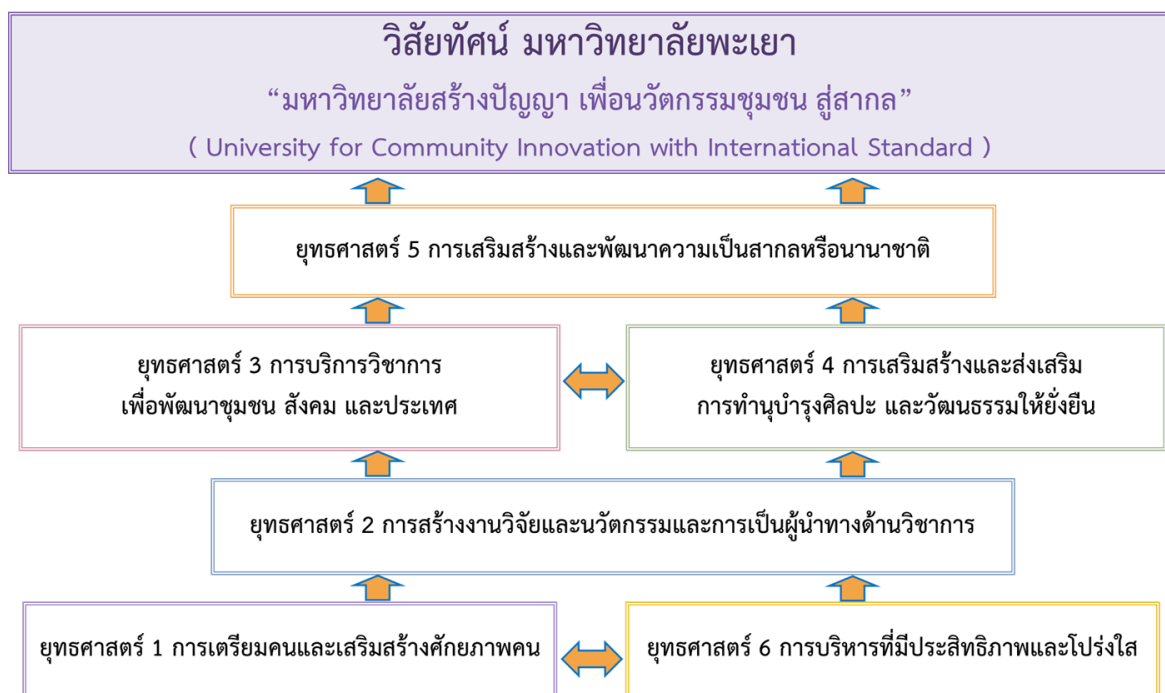 วิสัยทัศน์ มหาวิทยาลัยพะเยา
“มหาวิทยาลัยสร้างปัญญา เพื่อนวัตกรรมชุมชน สู่สากล”
( University for Community Innovation with International Standard )
ยุทธศาสตร์ 5 การเสริมสร้างและพัฒนาความเป็นสากลหรือนานาชาติ
ยุทธศาสตร์ 3 การบริการวิชาการ
เพื่อพัฒนาชุมชน สังคม และประเทศ
ยุทธศาสตร์ 4 การเสริมสร้างและส่งเสริม
การทำนุบำรุงศิลปะ และวัฒนธรรมให้ยั่งยืน
ยุทธศาสตร์ 2 การสร้างงานวิจัยและนวัตกรรมและการเป็นผู้นำทางด้านวิชาการ
ยุทธศาสตร์ 1 การเตรียมคนและเสริมสร้างศักยภาพคน
ยุทธศาสตร์ 6 การบริหารที่มีประสิทธิภาพและโปร่งใส